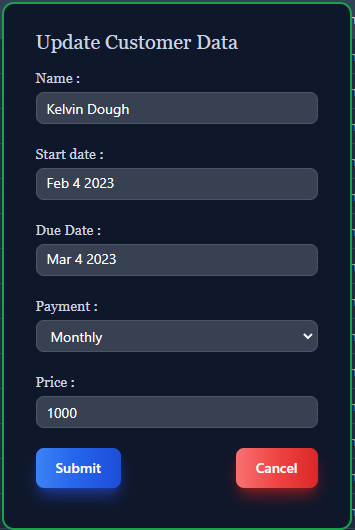 Update Customer Data
Name :
Kelvin Dough
Start date :
Feb 4 2023
Due Date :
Mar 4 2023
Payment :
Monthly
Price :
1000
Submit Cancel